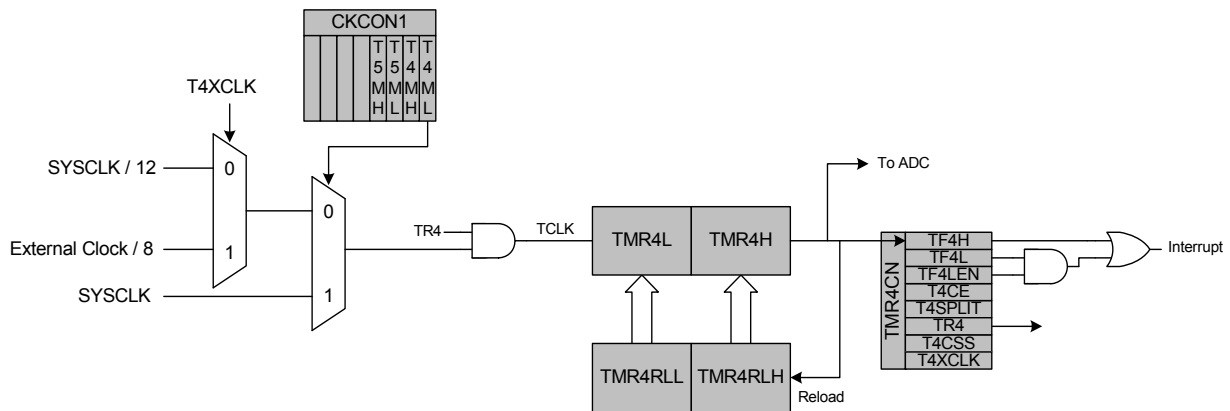 CKCON1
T5MH
T5ML
T4MH
T4ML
T4XCLK
SYSCLK / 12
0
External Clock / 8
1
SYSCLK
0
1
TR4
TCLK
TMR4L
TMR4H
To ADC
TMR4RLL
TMR4RLH
Reload
TMR4CN
TF4H
TF4L
TF4LEN
T4CE
T4SPLIT
TR4
T4CSS
T4XCLK
Interrupt